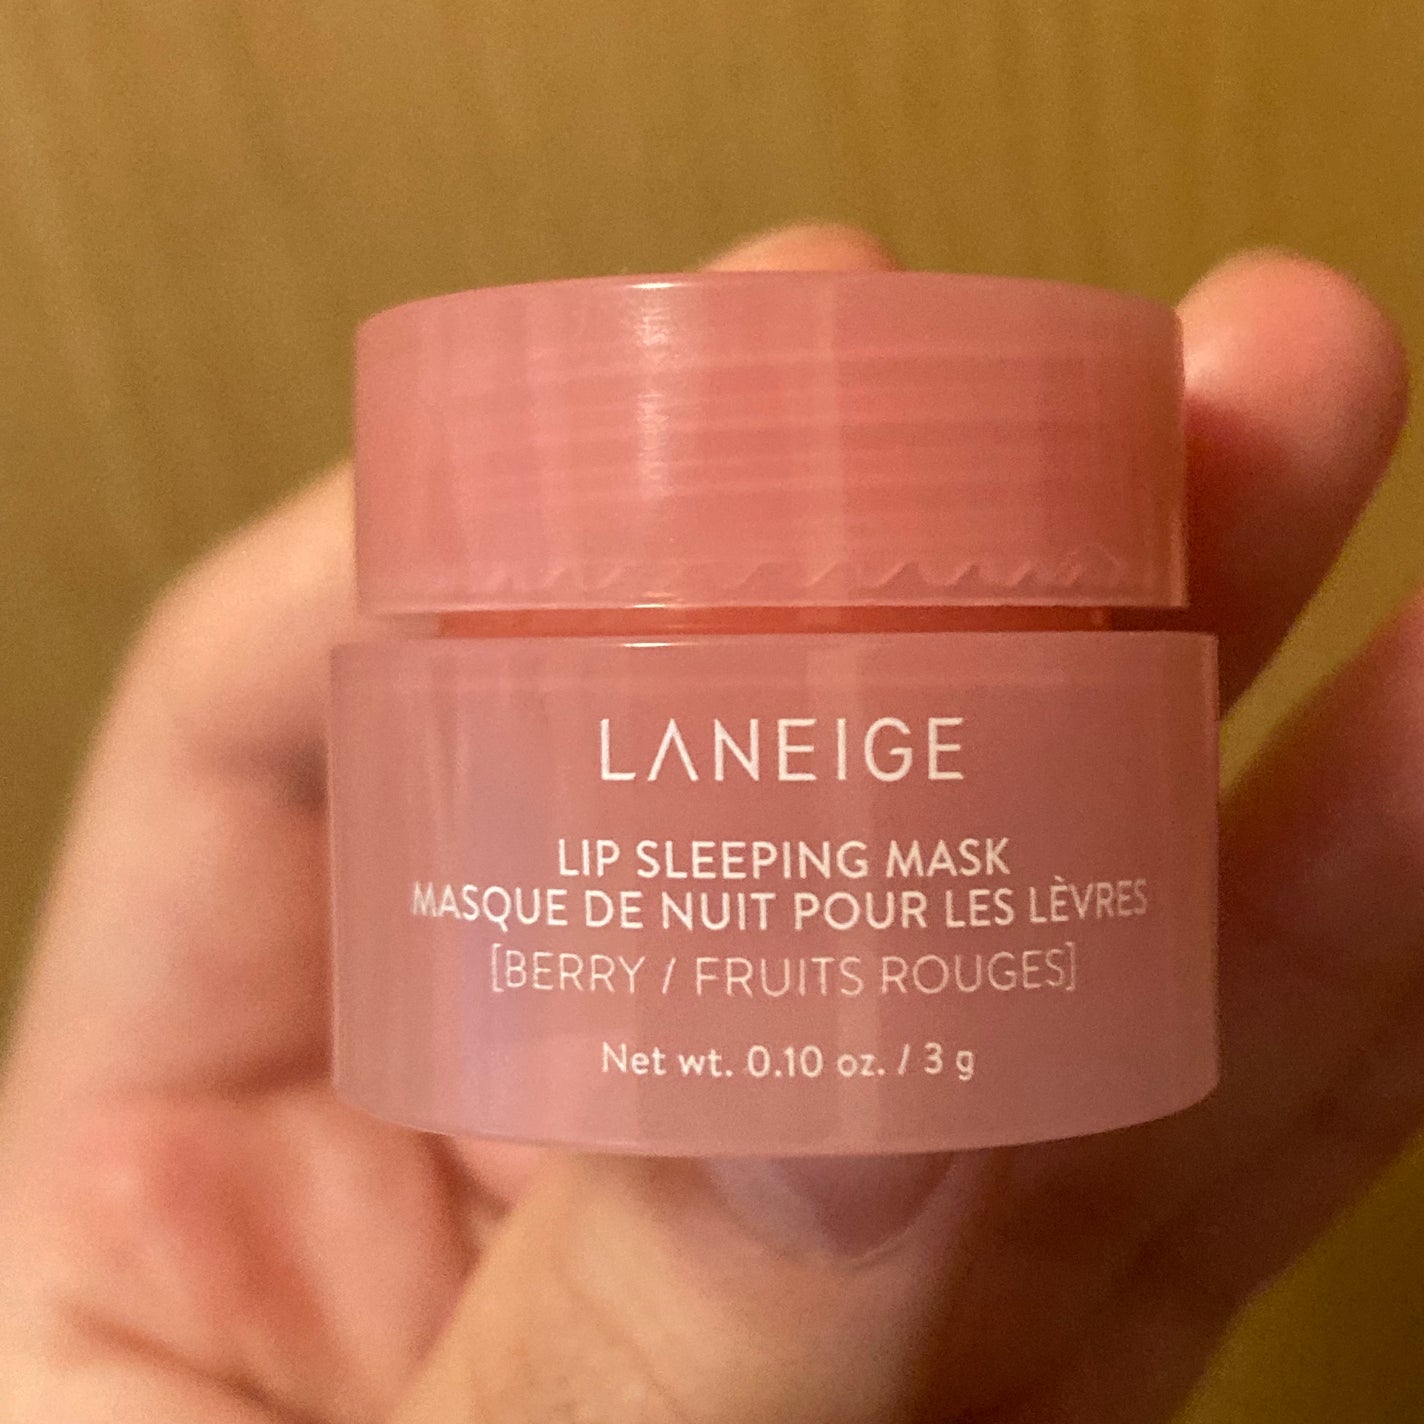 LANEIGE
LIP SLEEPING MASK
MASQUE DE NUIT POUR LES LÈVRES
[BERRY / FRUITS ROUGES]
Net wt. 0.10 oz. / 3 g